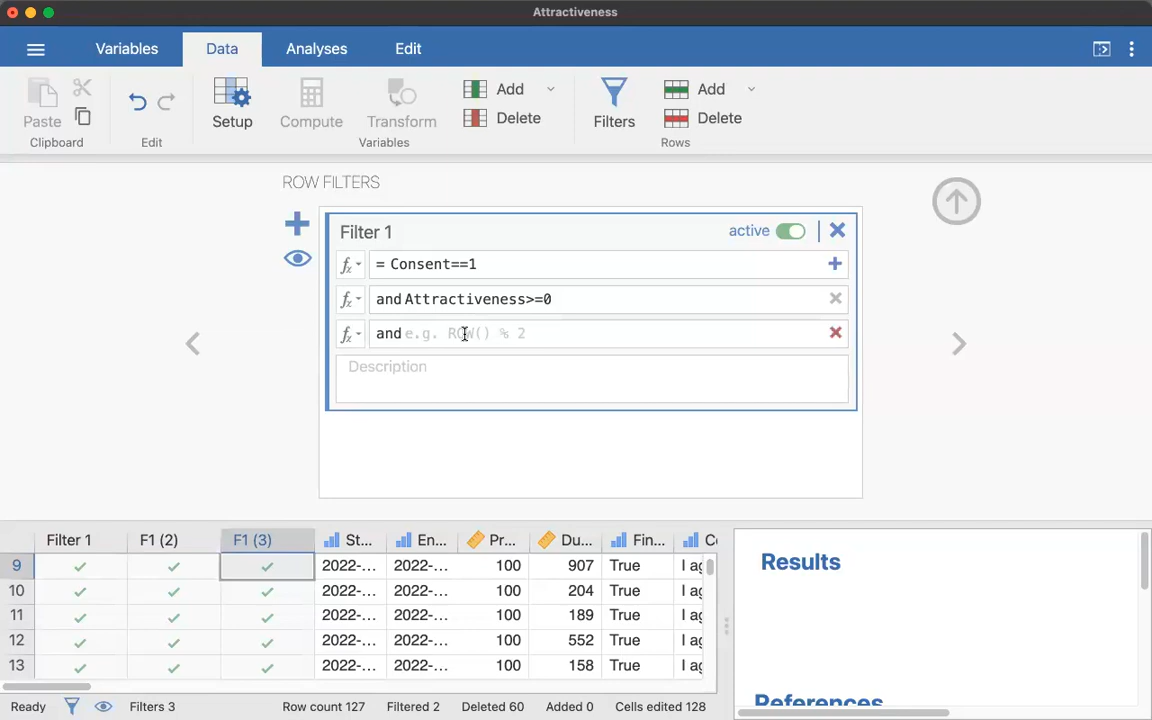 Attractiveness
Variables Data Analyses Edit
Paste Setup Compute Transform Add Delete Filters Add Delete
Clipboard Edit Variables Rows
ROW FILTERS
Filter 1 active
fx = Consent==1
fx and Attractiveness>=0
fx and e.g. ROW() % 2
Description
Filter 1 F1 (2) F1 (3) St... En... Pr... Du... Fin... Co
9 2022-... 2022-... 100 907 True I ag
10 2022-... 2022-... 100 204 True I ag
11 2022-... 2022-... 100 189 True I ag
12 2022-... 2022-... 100 552 True I ag
13 2022-... 2022-... 100 158 True I ag
Results
References
Ready Filters 3 Row count 127 Filtered 2 Deleted 60 Added 0 Cells edited 128